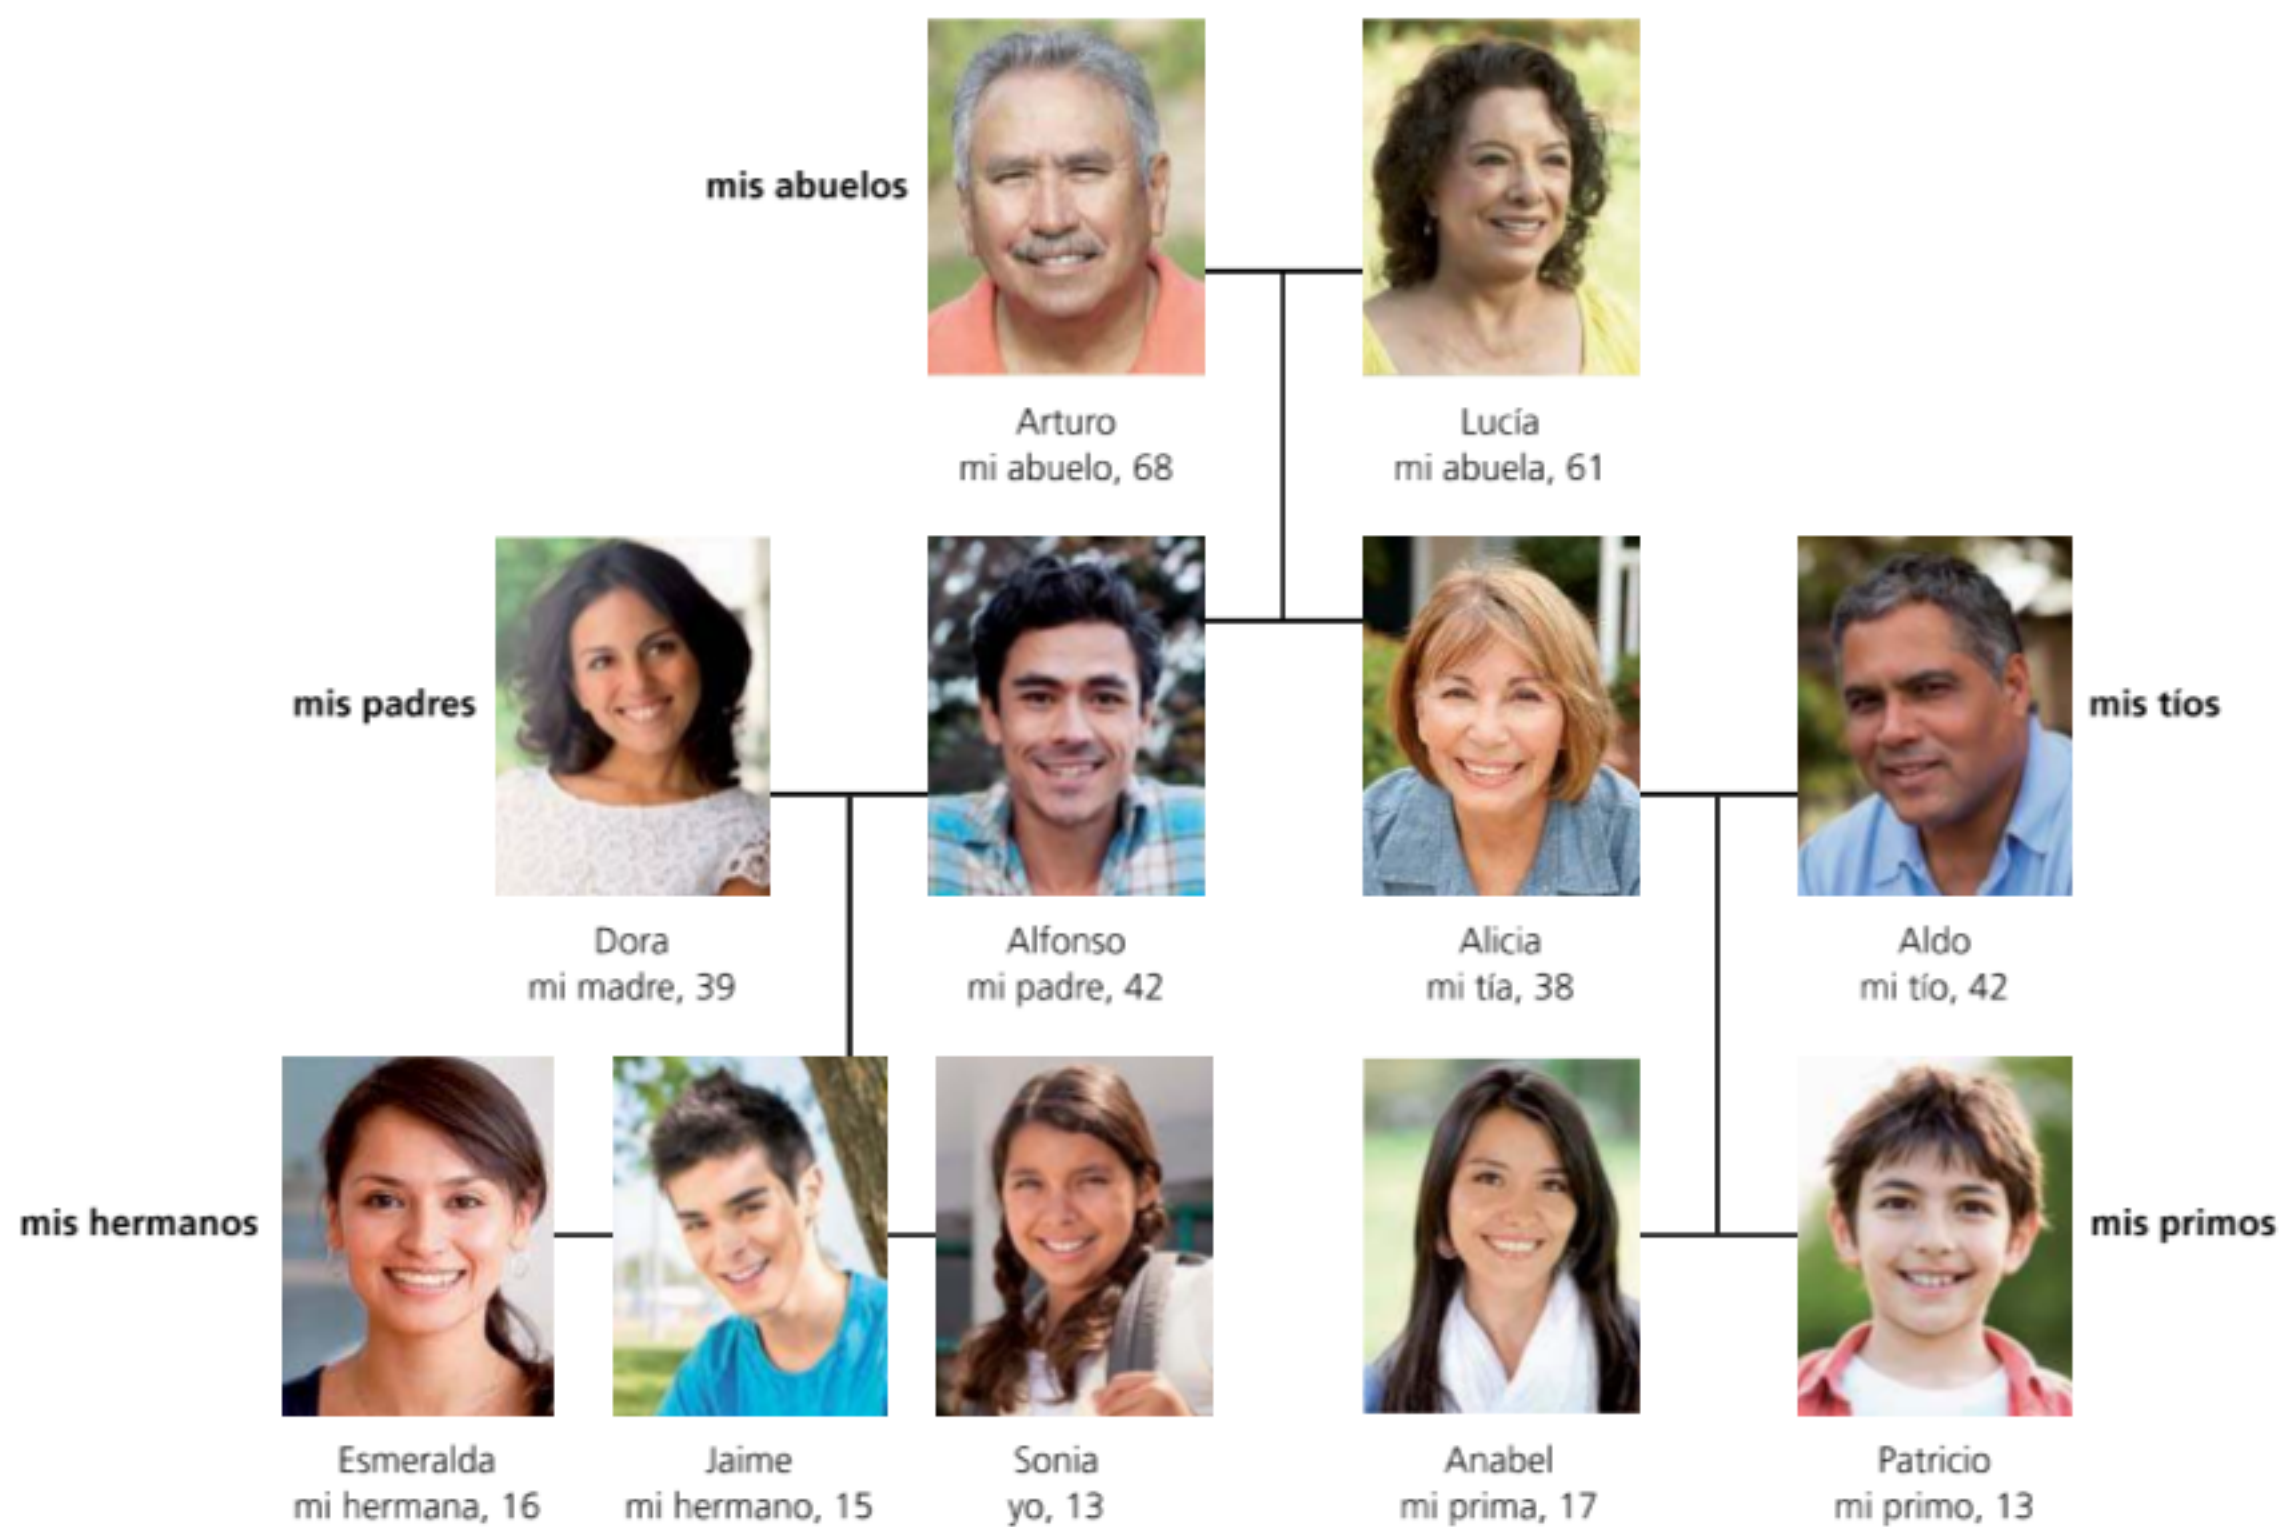 mis abuelos
Arturo
mi abuelo, 68
Lucía
mi abuela, 61
mis padres
mis tíos
Dora
mi madre, 39
Alfonso
mi padre, 42
Alicia
mi tía, 38
Aldo
mi tío, 42
mis hermanos
mis primos
Esmeralda
mi hermana, 16
Jaime
mi hermano, 15
Sonia
yo, 13
Anabel
mi prima, 17
Patricio
mi primo, 13